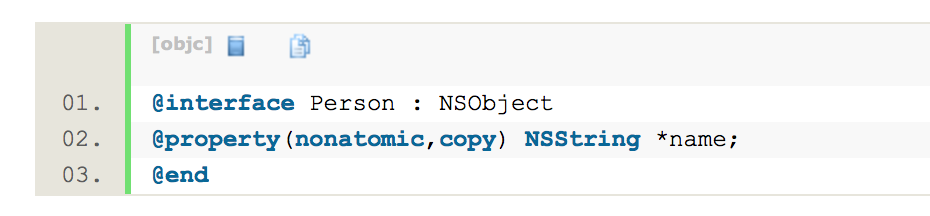 [objc]
01. @interface Person : NSObject
02. @property(nonatomic,copy) NSString *name;
03. @end